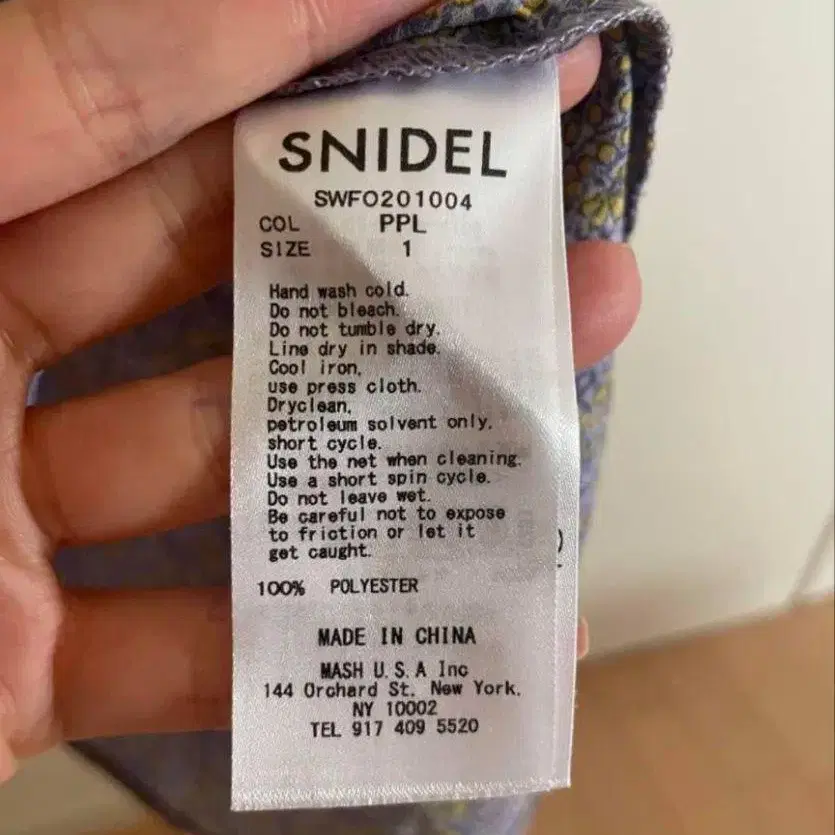 SNIDEL
SWFO201004
COL PPL
SIZE 1
Hand wash cold.
Do not bleach.
Do not tumble dry.
Line dry in shade.
Cool iron,
use press cloth.
Dryclean,
petroleum solvent only,
short cycle.
Use the net when cleaning.
Use a short spin cycle.
Do not leave wet.
Be careful not to expose
to friction or let it
get caught.
100% POLYESTER
MADE IN CHINA
MASH U.S.A Inc
144 Orchard St. New York,
NY 10002
TEL 917 409 5520